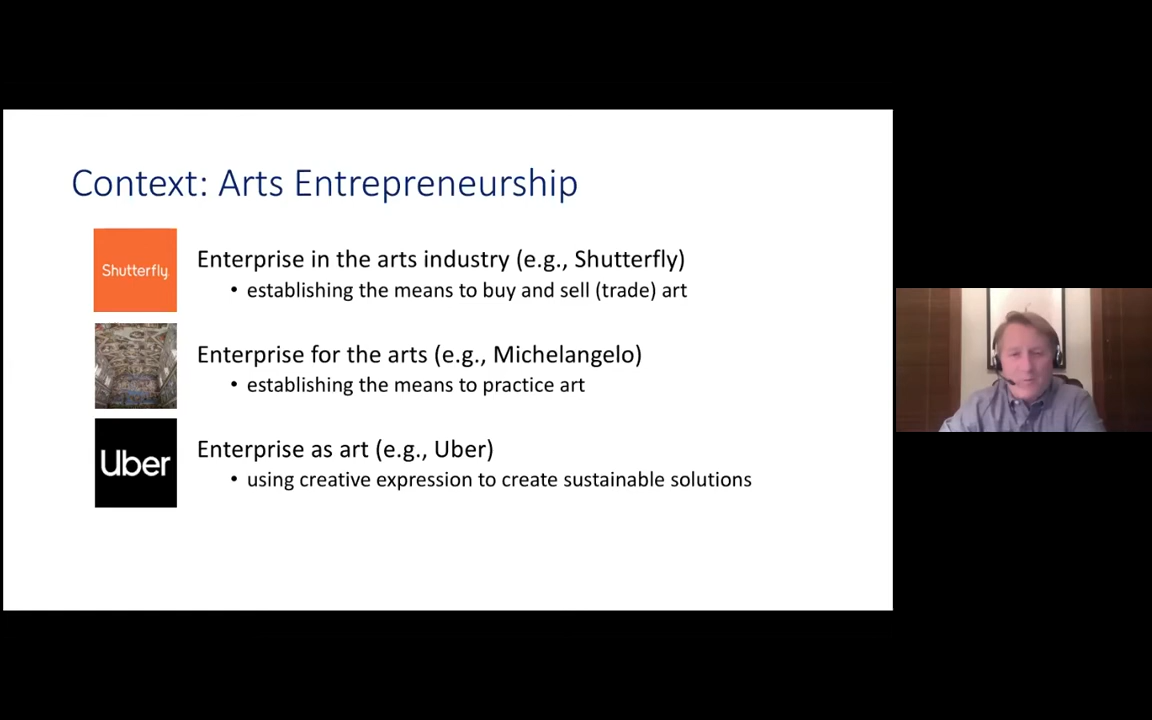 Context: Arts Entrepreneurship
Shutterfly
Enterprise in the arts industry (e.g., Shutterfly)
• establishing the means to buy and sell (trade) art
Enterprise for the arts (e.g., Michelangelo)
• establishing the means to practice art
Uber
Enterprise as art (e.g., Uber)
• using creative expression to create sustainable solutions